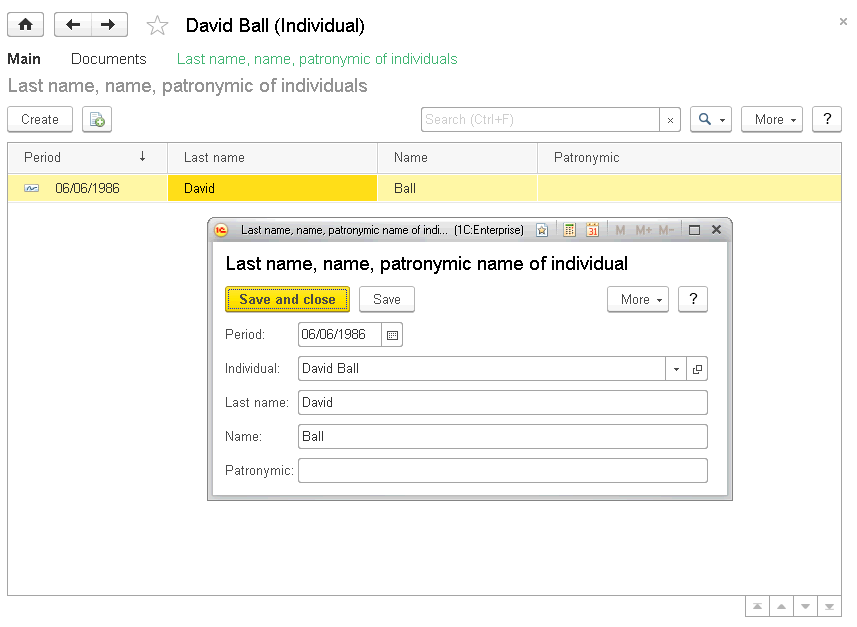 David Ball (Individual)
Main Documents Last name, name, patronymic of individuals
Last name, name, patronymic of individuals
Create Search (Ctrl+F) × More ?
Period ↓ Last name Name Patronymic
06/06/1986 David Ball
1C Last name, name, patronymic name of indi... (1C:Enterprise) 31 M M+ M-
Last name, name, patronymic name of individual
Save and close Save More ?
Period: 06/06/1986
Individual: David Ball
Last name: David
Name: Ball
Patronymic: